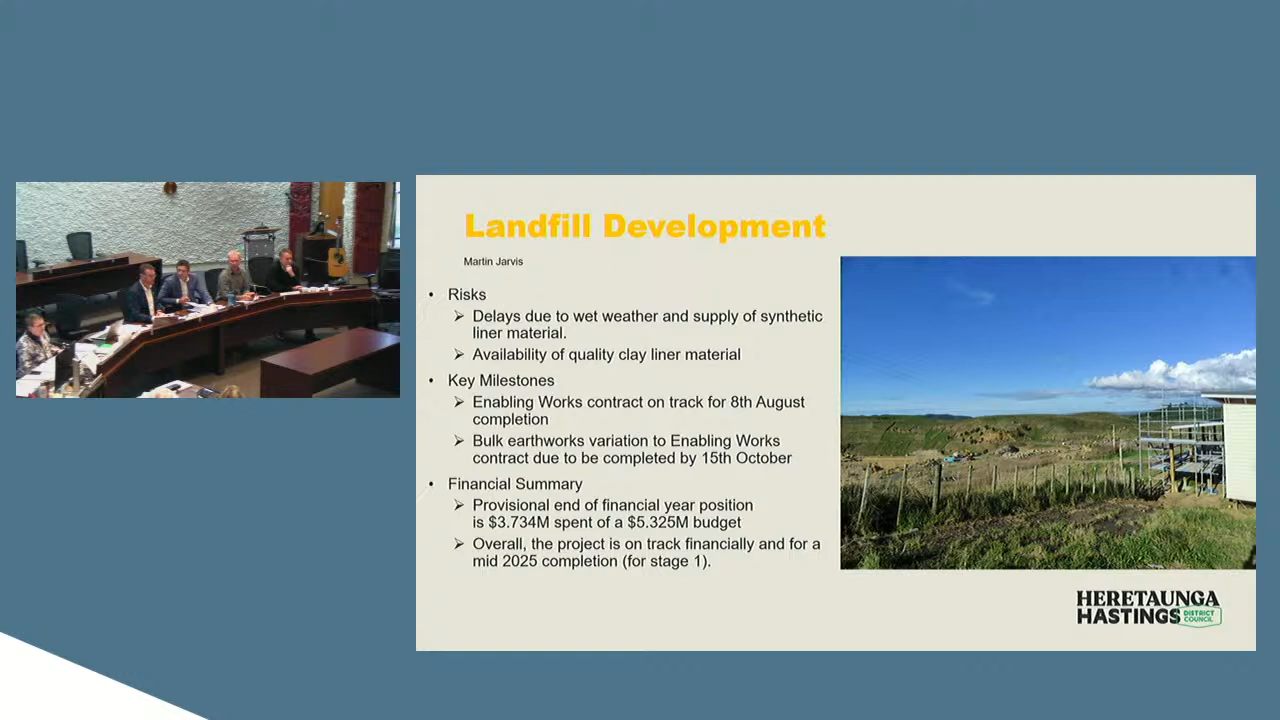 Landfill Development
Martin Jarvis
• Risks
➢ Delays due to wet weather and supply of synthetic
liner material.
➢ Availability of quality clay liner material
• Key Milestones
➢ Enabling Works contract on track for 8th August
completion
➢ Bulk earthworks variation to Enabling Works
contract due to be completed by 15th October
• Financial Summary
➢ Provisional end of financial year position
is $3.734M spent of a $5.325M budget
➢ Overall, the project is on track financially and for a
mid 2025 completion (for stage 1).
HERETAUNGA
HASTINGS DISTRICT
COUNCIL